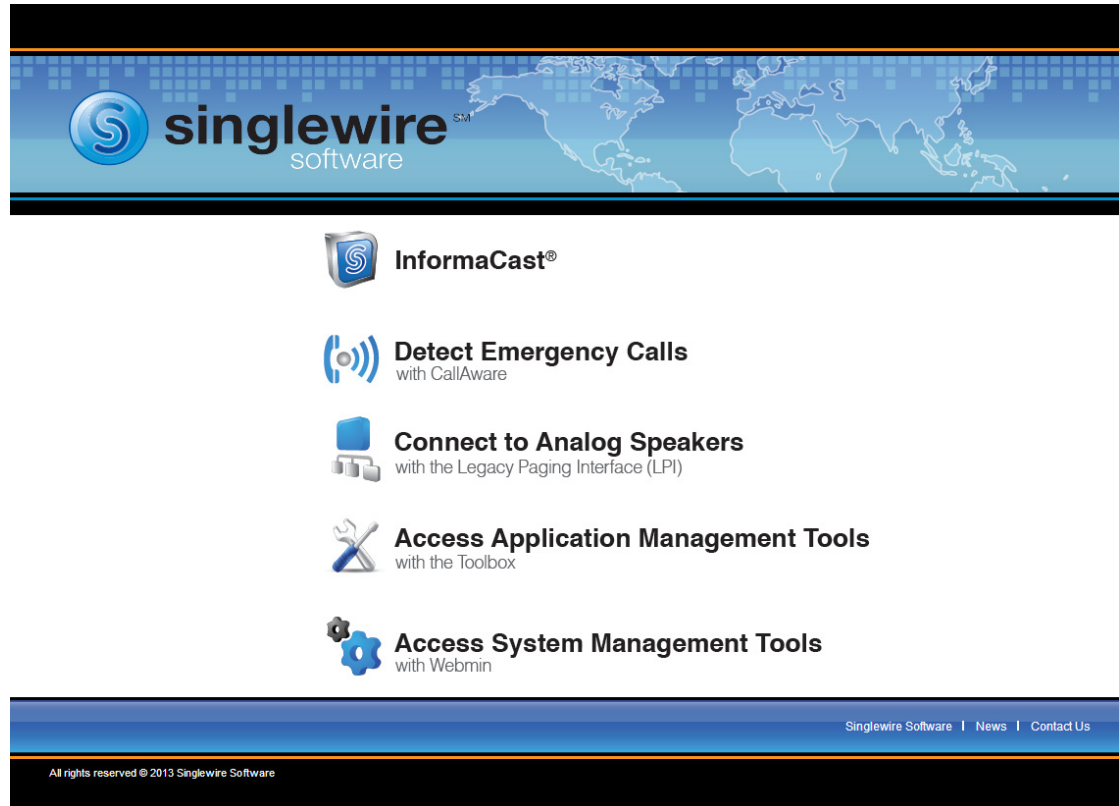 singlewire SM
software
InformaCast®
Detect Emergency Calls
with CallAware
Connect to Analog Speakers
with the Legacy Paging Interface (LPI)
Access Application Management Tools
with the Toolbox
Access System Management Tools
with Webmin
Singlewire Software | News | Contact Us
All rights reserved © 2013 Singlewire Software